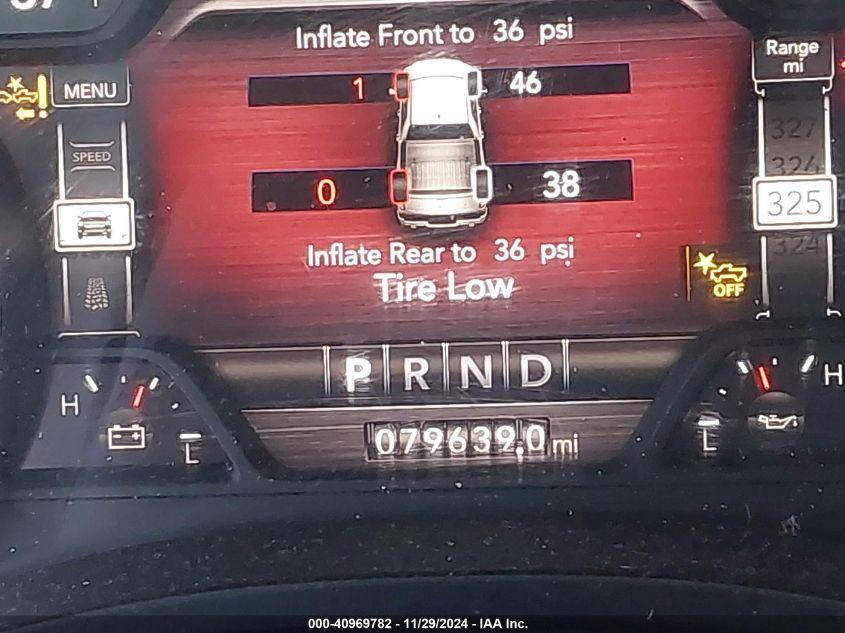 Inflate Front to 36 psi
1 46
0 38
Inflate Rear to 36 psi
Tire Low
MENU
SPEED
Range
mi
327
326
325
324
OFF
P R N D
H
L
H
L
079639.0 mi
000-40969782 - 11/29/2024 - IAA Inc.